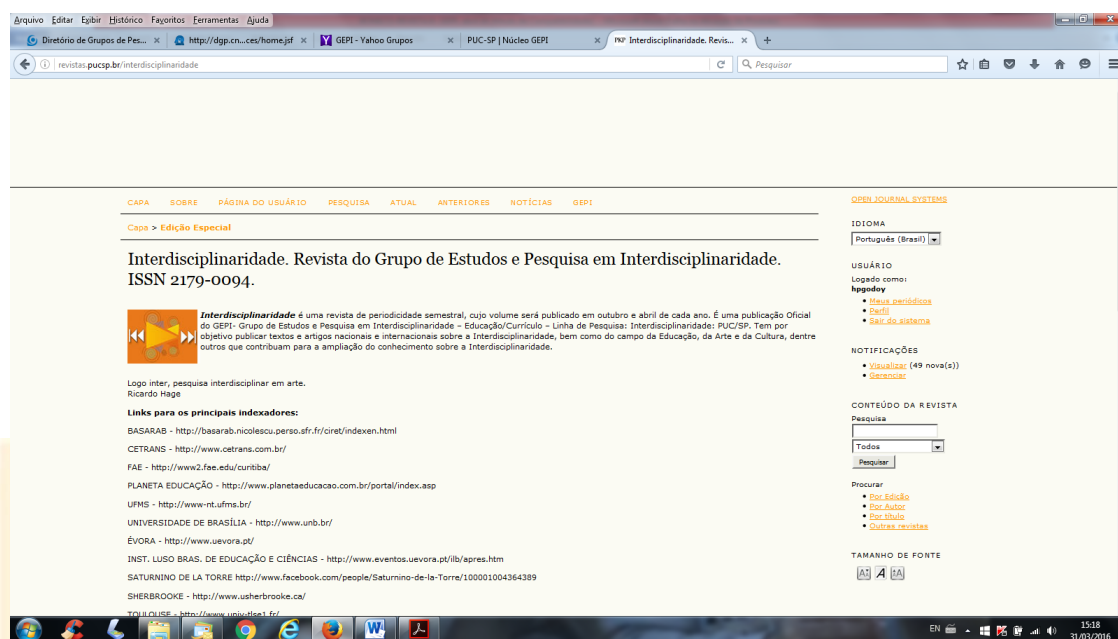 Arquivo Editar Exibir Histórico Favoritos Ferramentas Ajuda
Diretório de Grupos de Pes... × http://dgp.cn...ces/home.jsf × GEPI - Yahoo Grupos × PUC-SP | Núcleo GEPI × PKP Interdisciplinaridade. Revis... × +
revistas.pucsp.br/interdisciplinaridade
Pesquisar
CAPA SOBRE PÁGINA DO USUÁRIO PESQUISA ATUAL ANTERIORES NOTÍCIAS GEPI
Capa > Edição Especial
Interdisciplinaridade. Revista do Grupo de Estudos e Pesquisa em Interdisciplinaridade.
ISSN 2179-0094.
Interdisciplinaridade é uma revista de periodicidade semestral, cujo volume será publicado em outubro e abril de cada ano. É uma publicação Oficial
do GEPI- Grupo de Estudos e Pesquisa em Interdisciplinaridade – Educação/Currículo – Linha de Pesquisa: Interdisciplinaridade: PUC/SP. Tem por
objetivo publicar textos e artigos nacionais e internacionais sobre a Interdisciplinaridade, bem como do campo da Educação, da Arte e da Cultura, dentre
outros que contribuam para a ampliação do conhecimento sobre a Interdisciplinaridade.
Logo inter, pesquisa interdisciplinar em arte.
Ricardo Hage
Links para os principais indexadores:
BASARAB - http://basarab.nicolescu.perso.sfr.fr/ciret/indexen.html
CETRANS - http://www.cetrans.com.br/
FAE - http://www2.fae.edu/curitiba/
PLANETA EDUCAÇÃO - http://www.planetaeducacao.com.br/portal/index.asp
UFMS - http://www-nt.ufms.br/
UNIVERSIDADE DE BRASÍLIA - http://www.unb.br/
ÉVORA - http://www.uevora.pt/
INST. LUSO BRAS. DE EDUCAÇÃO E CIÊNCIAS - http://www.eventos.uevora.pt/ilb/apres.htm
SATURNINO DE LA TORRE http://www.facebook.com/people/Saturnino-de-la-Torre/100001004364389
SHERBROOKE - http://www.usherbrooke.ca/
TOULOUSE - http://www.univ-tlse1.fr/
OPEN JOURNAL SYSTEMS
IDIOMA
Português (Brasil)
USUÁRIO
Logado como:
hpgodoy
Meus periódicos
Perfil
Sair do sistema
NOTIFICAÇÕES
Visualizar (49 nova(s))
Gerenciar
CONTEÚDO DA REVISTA
Pesquisa
Todos
Pesquisar
Procurar
Por Edição
Por Autor
Por título
Outras revistas
TAMANHO DE FONTE
EN 15:18
31/03/2016